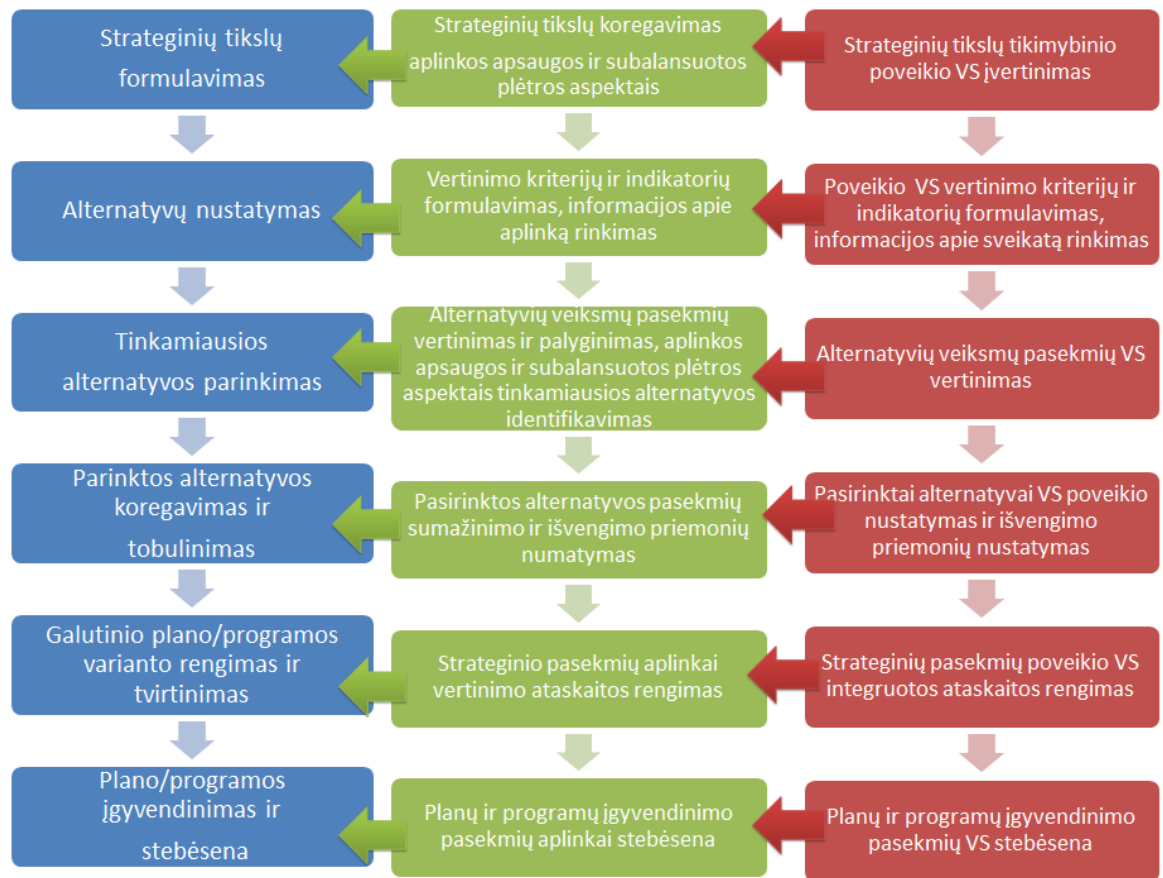 Strateginių tikslų
formulavimas
Strateginių tikslų koregavimas
aplinkos apsaugos ir subalansuotos
plėtros aspektais
Strateginių tikslų tikimybinio
poveikio VS įvertinimas
Alternatyvų nustatymas
Vertinimo kriterijų ir indikatorių
formulavimas, informacijos apie
aplinką rinkimas
Poveikio VS vertinimo kriterijų ir
indikatorių formulavimas,
informacijos apie sveikatą rinkimas
Tinkamiausios
alternatyvos parinkimas
Alternatyvių veiksmų pasekmių
vertinimas ir palyginimas, aplinkos
apsaugos ir subalansuotos plėtros
aspektais tinkamiausios alternatyvos
identifikavimas
Alternatyvių veiksmų pasekmių VS
vertinimas
Parinktos alternatyvos
koregavimas ir
tobulinimas
Pasirinktos alternatyvos pasekmių
sumažinimo ir išvengimo priemonių
numatymas
Pasirinktai alternatyvai VS poveikio
nustatymas ir išvengimo
priemonių nustatymas
Galutinio plano/programos
varianto rengimas ir
tvirtinimas
Strateginio pasekmių aplinkai
vertinimo ataskaitos rengimas
Strateginių pasekmių poveikio VS
integruotos ataskaitos rengimas
Plano/programos
įgyvendinimas ir
stebėsena
Planų ir programų įgyvendinimo
pasekmių aplinkai stebėsena
Planų ir programų įgyvendinimo
pasekmių VS stebėsena